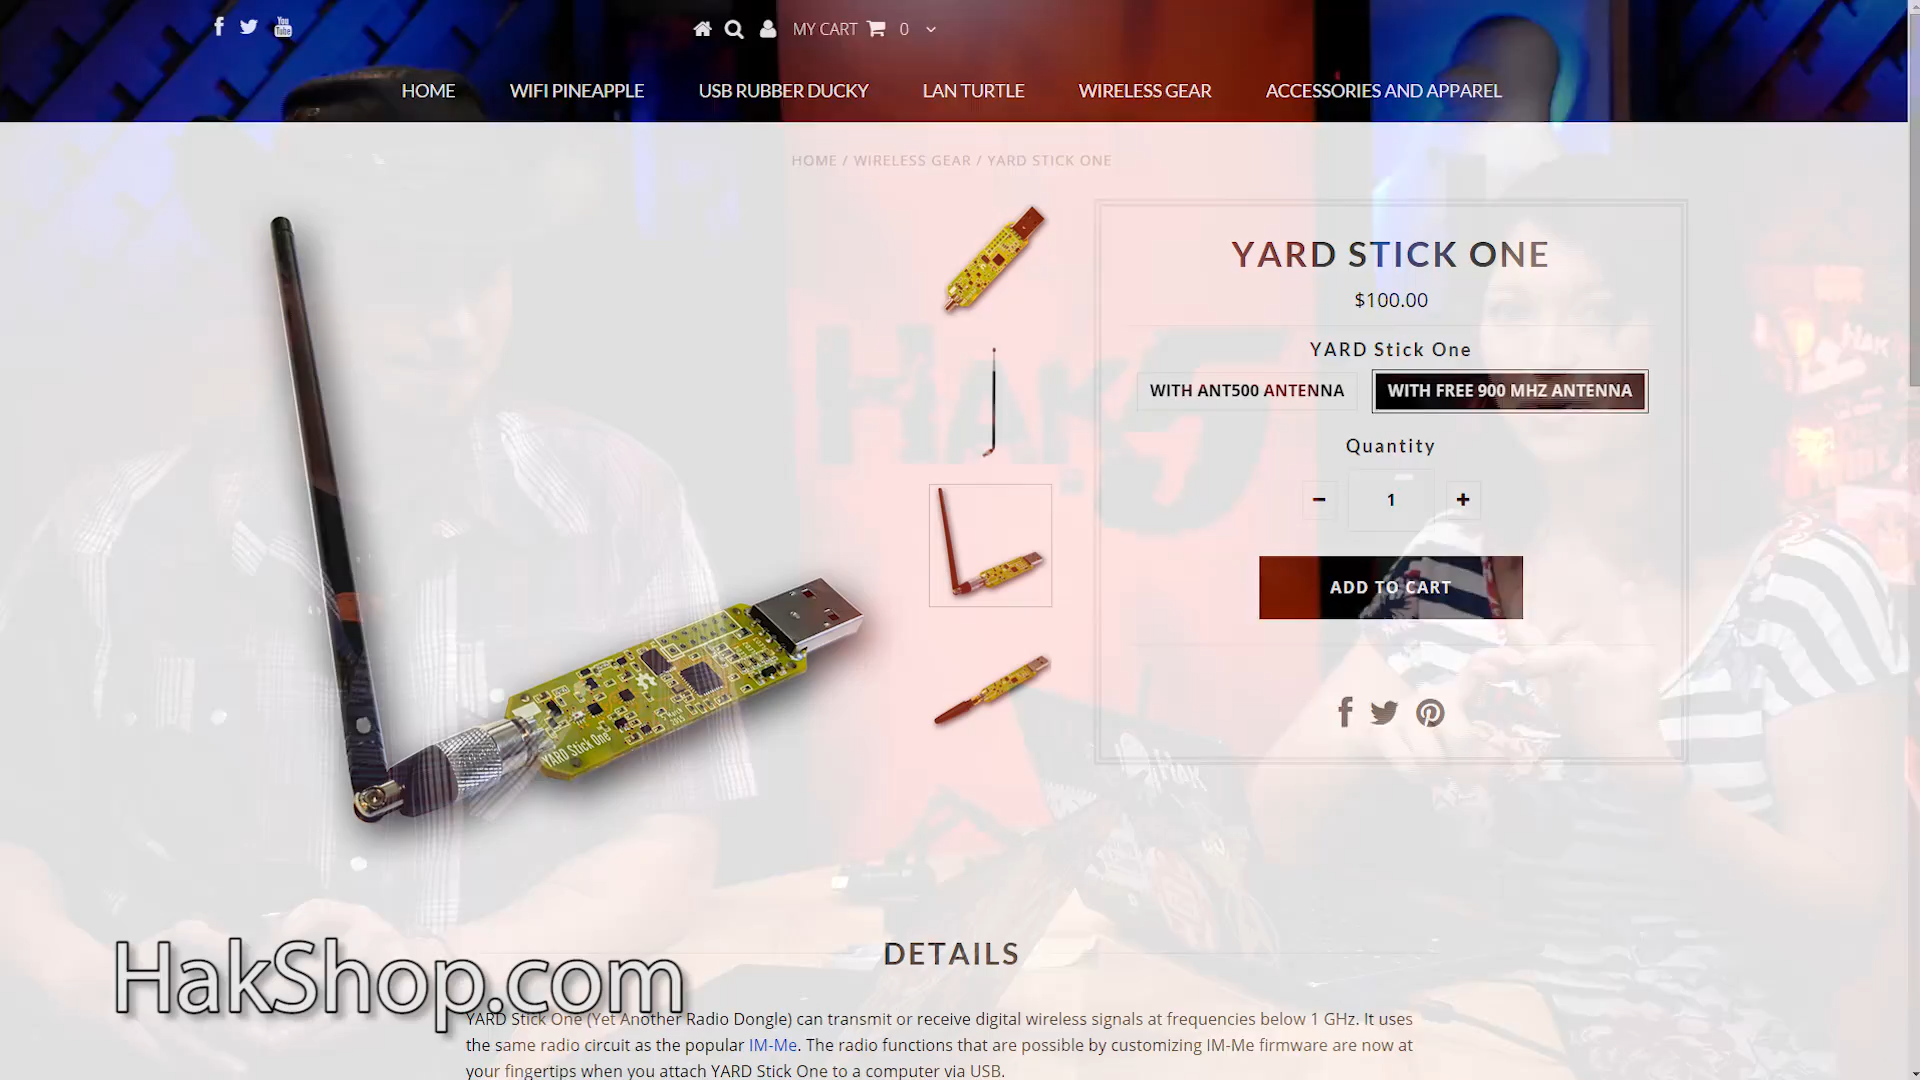 MY CART 0
HOME WIFI PINEAPPLE USB RUBBER DUCKY LAN TURTLE WIRELESS GEAR ACCESSORIES AND APPAREL
HOME / WIRELESS GEAR / YARD STICK ONE
YARD STICK ONE
$100.00
YARD Stick One
WITH ANT500 ANTENNA WITH FREE 900 MHZ ANTENNA
Quantity
− 1 +
ADD TO CART
HAK5
YARD Stick One
DETAILS
HakShop.com
YARD Stick One (Yet Another Radio Dongle) can transmit or receive digital wireless signals at frequencies below 1 GHz. It uses
the same radio circuit as the popular IM-Me. The radio functions that are possible by customizing IM-Me firmware are now at
your fingertips when you attach YARD Stick One to a computer via USB.